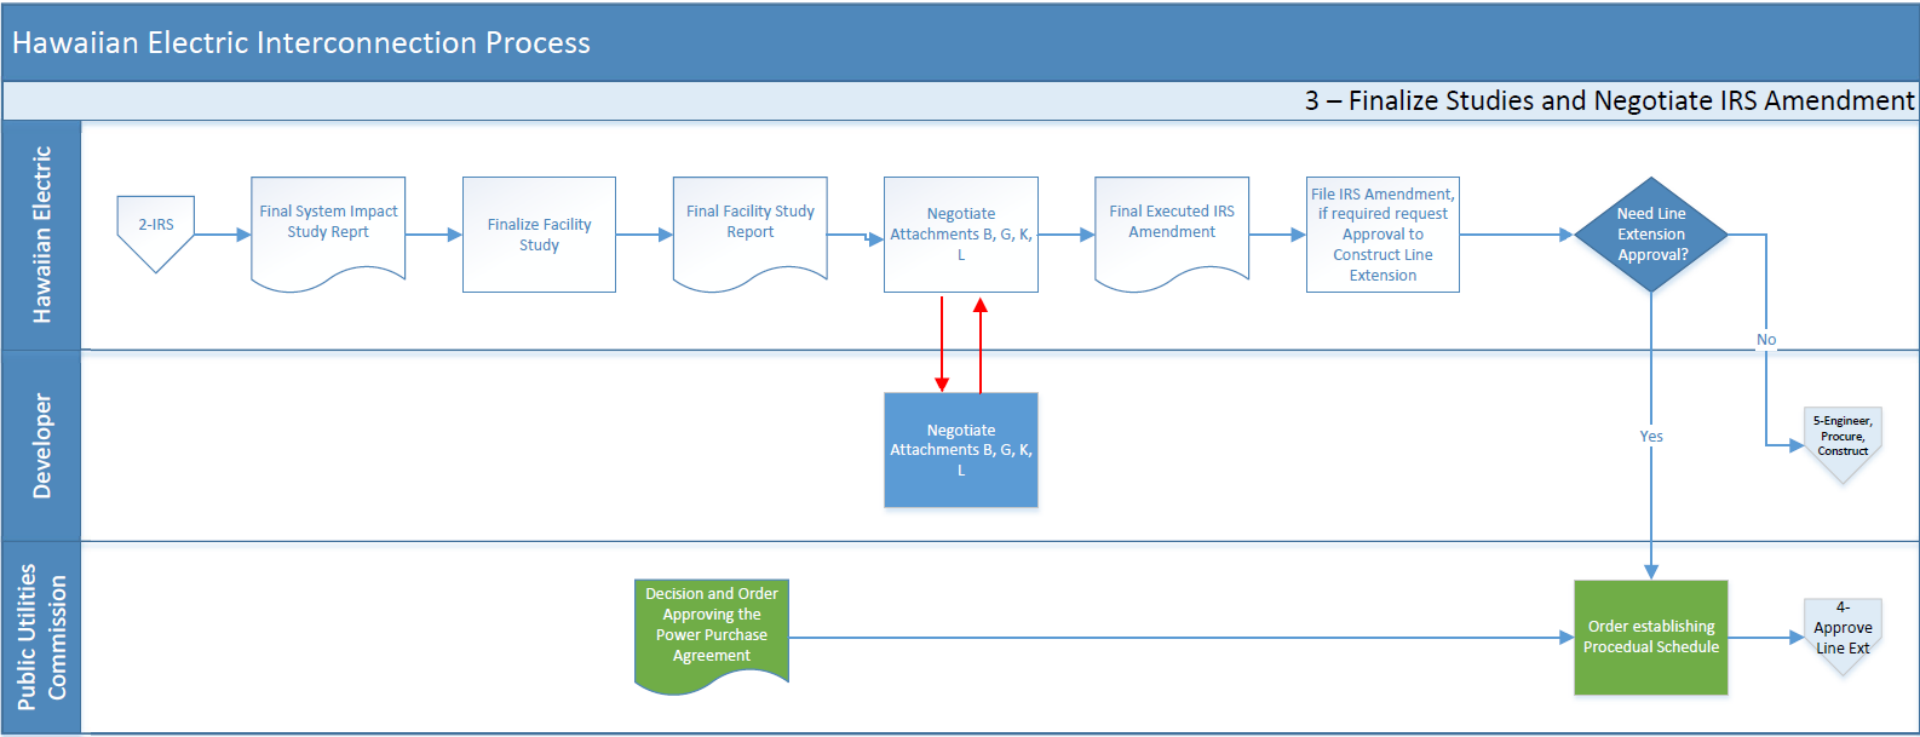 Hawaiian Electric Interconnection Process
3 – Finalize Studies and Negotiate IRS Amendment
Hawaiian Electric
2-IRS
Final System Impact
Study Reprt
Finalize Facility
Study
Final Facility Study
Report
Negotiate
Attachments B, G, K,
L
Final Executed IRS
Amendment
File IRS Amendment,
if required request
Approval to
Construct Line
Extension
Need Line
Extension
Approval?
No
Yes
Developer
Negotiate
Attachments B, G, K,
L
5-Engineer,
Procure,
Construct
Public Utilities
Commission
Decision and Order
Approving the
Power Purchase
Agreement
Order establishing
Procedual Schedule
4-
Approve
Line Ext